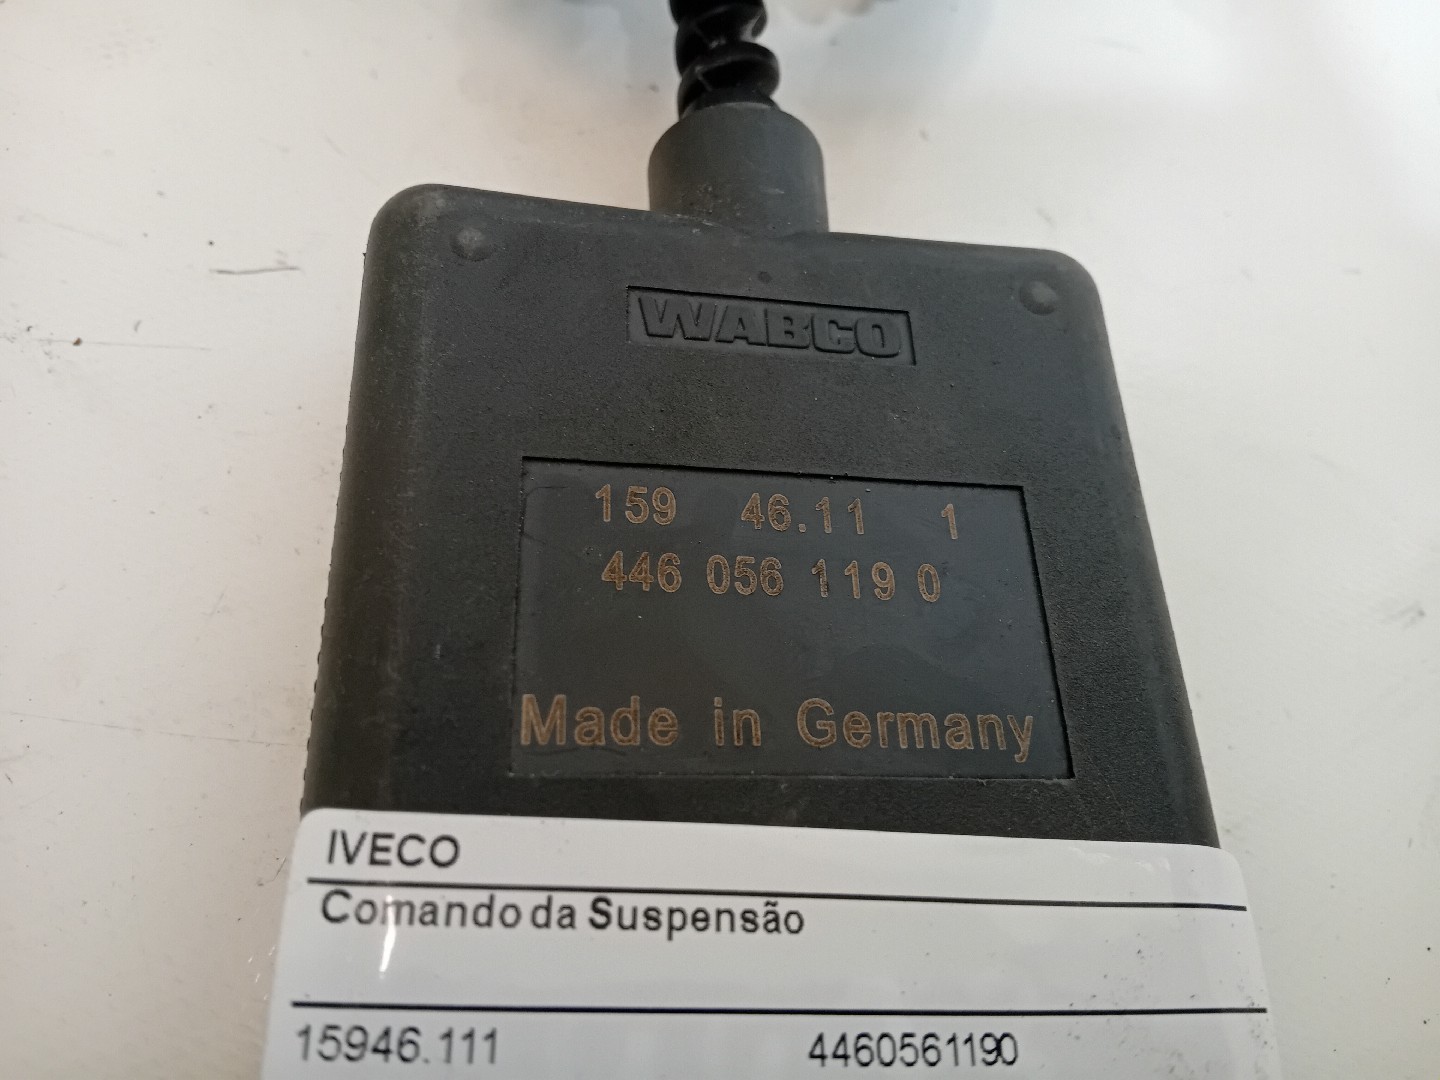 WABCO
159 46.11 1
446 056 119 0
Made in Germany
IVECO
Comando da Suspensão
15946.111 4460561190